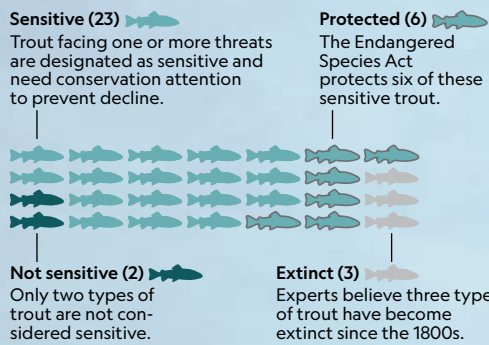 Sensitive (23)
Trout facing one or more threats
are designated as sensitive and
need conservation attention
to prevent decline.
Protected (6)
The Endangered
Species Act
protects six of these
sensitive trout.
Not sensitive (2)
Only two types of
trout are not con-
sidered sensitive.
Extinct (3)
Experts believe three type
of trout have become
extinct since the 1800s.